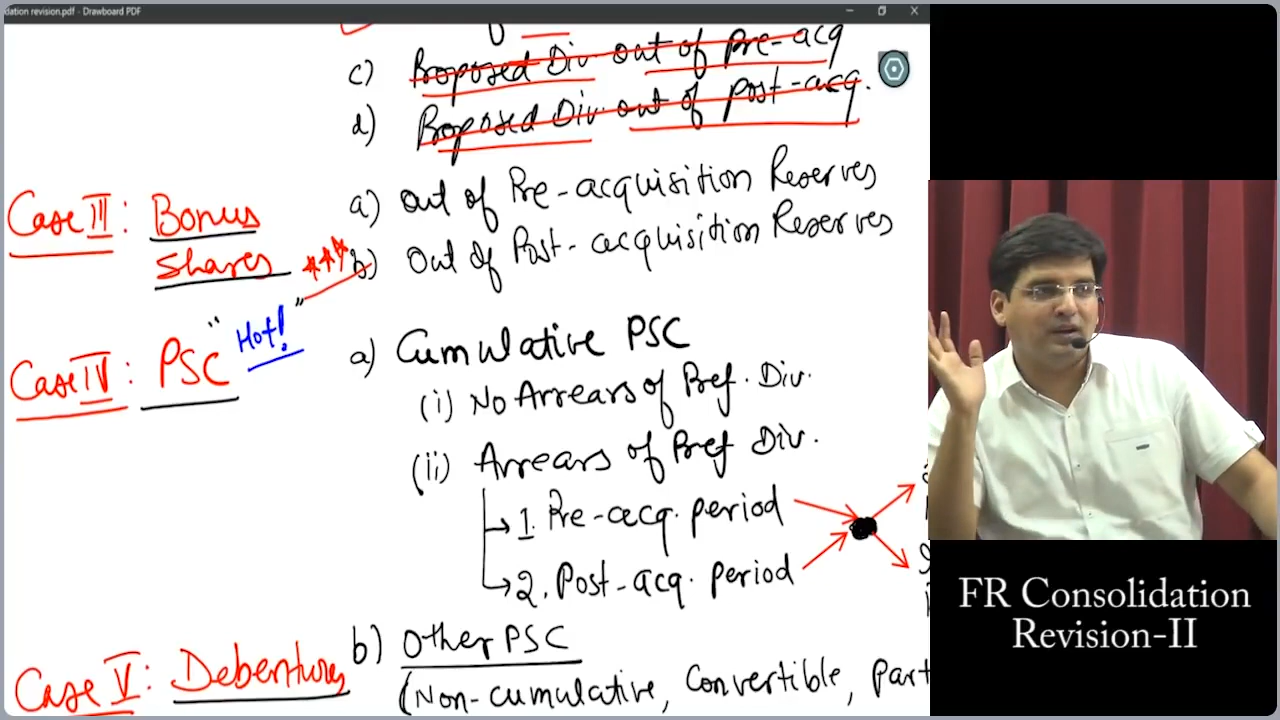 dation revision.pdf - Drawboard PDF
c) Proposed Div out of Pre-acq
d) Proposed Div out of post-acq.
Case III: Bonus Shares
a) Out of Pre-acquisition Reserves
*** b) Out of Post-acquisition Reserves
Case IV: PSC "Hot!"
a) Cumulative PSC
(i) No Arrears of Pref. Div.
(ii) Arrears of Pref Div.
1. Pre-acq. period
2. Post-acq. period
b) Other PSC
Case V: Debentures
(Non-cumulative, Convertible, Part
FR Consolidation
Revision-II